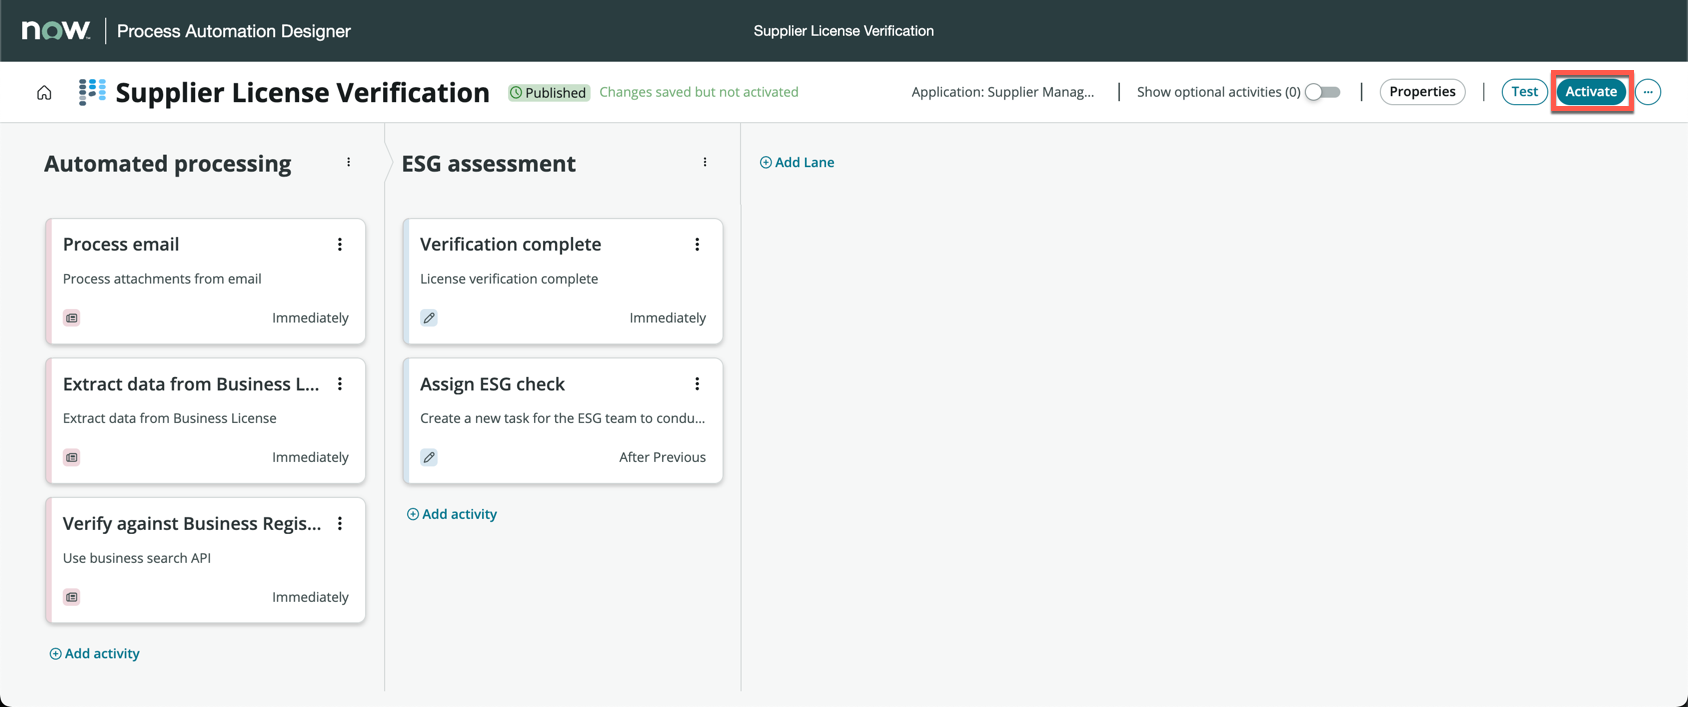 now
Process Automation Designer
Supplier License Verification
Supplier License Verification
Published
Changes saved but not activated
Application: Supplier Manag...
Show optional activities (0)
Properties
Test
Activate
Automated processing
ESG assessment
Add Lane
Process email
Process attachments from email
Immediately
Extract data from Business L...
Extract data from Business License
Immediately
Verify against Business Regis...
Use business search API
Immediately
Add activity
Verification complete
License verification complete
Immediately
Assign ESG check
Create a new task for the ESG team to condu...
After Previous
Add activity